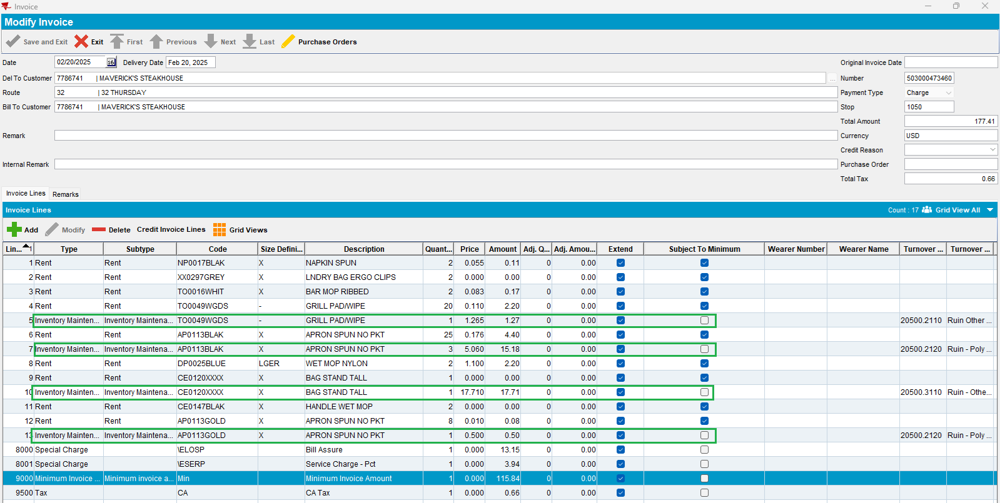 Invoice
Modify Invoice
Save and Exit Exit First Previous Next Last Purchase Orders
Date 02/20/2025 16 Delivery Date Feb 20, 2025 Original Invoice Date
Del To Customer 7786741 | MAVERICK'S STEAKHOUSE ... Number 503000473460
Route 32 | 32 THURSDAY Payment Type Charge
Bill To Customer 7786741 | MAVERICK'S STEAKHOUSE Stop 1050
Total Amount 177.41
Remark Currency USD
Credit Reason
Internal Remark Purchase Order
Total Tax 0.66
Invoice Lines Remarks
Invoice Lines Count : 17 Grid View All
Add Modify Delete Credit Invoice Lines Grid Views
Lin... 1 Type Subtype Code Size Defini... Description Quant... Price Amount Adj. Q... Adj. Amou... Extend Subject To Minimum Wearer Number Wearer Name Turnover ... Turnover ...
1 Rent Rent NP0017BLAK X NAPKIN SPUN 2 0.055 0.11 0 0.00
2 Rent Rent XX0297GREY X LNDRY BAG ERGO CLIPS 2 0.000 0.00 0 0.00
3 Rent Rent TO0016WHIT X BAR MOP RIBBED 2 0.083 0.17 0 0.00
4 Rent Rent TO0049WGDS - GRILL PAD/WIPE 20 0.110 2.20 0 0.00
5 Inventory Mainten... Inventory Maintena... TO0049WGDS - GRILL PAD/WIPE 1 1.265 1.27 0 0.00 20500.2110 Ruin Other ...
6 Rent Rent AP0113BLAK X APRON SPUN NO PKT 25 0.176 4.40 0 0.00
7 Inventory Mainten... Inventory Maintena... AP0113BLAK X APRON SPUN NO PKT 3 5.060 15.18 0 0.00 20500.2120 Ruin - Poly ...
8 Rent Rent DP0025BLUE LGER WET MOP NYLON 2 1.100 2.20 0 0.00
9 Rent Rent CE0120XXXX X BAG STAND TALL 1 0.000 0.00 0 0.00
10 Inventory Mainten... Inventory Maintena... CE0120XXXX X BAG STAND TALL 1 17.710 17.71 0 0.00 20500.3110 Ruin - Othe...
11 Rent Rent CE0147BLAK X HANDLE WET MOP 2 0.000 0.00 0 0.00
12 Rent Rent AP0113GOLD X APRON SPUN NO PKT 8 0.010 0.08 0 0.00
13 Inventory Mainten... Inventory Maintena... AP0113GOLD X APRON SPUN NO PKT 1 0.500 0.50 0 0.00 20500.2120 Ruin - Poly ...
8000 Special Charge \ELOSP Bill Assure 1 0.000 13.15 0 0.00
8001 Special Charge \ESERP Service Charge - Pct 1 0.000 3.94 0 0.00
9000 Minimum Invoice ... Minimum invoice a... Min Minimum Invoice Amount 1 0.000 115.84 0 0.00
9500 Tax CA CA Tax 1 0.000 0.66 0 0.00